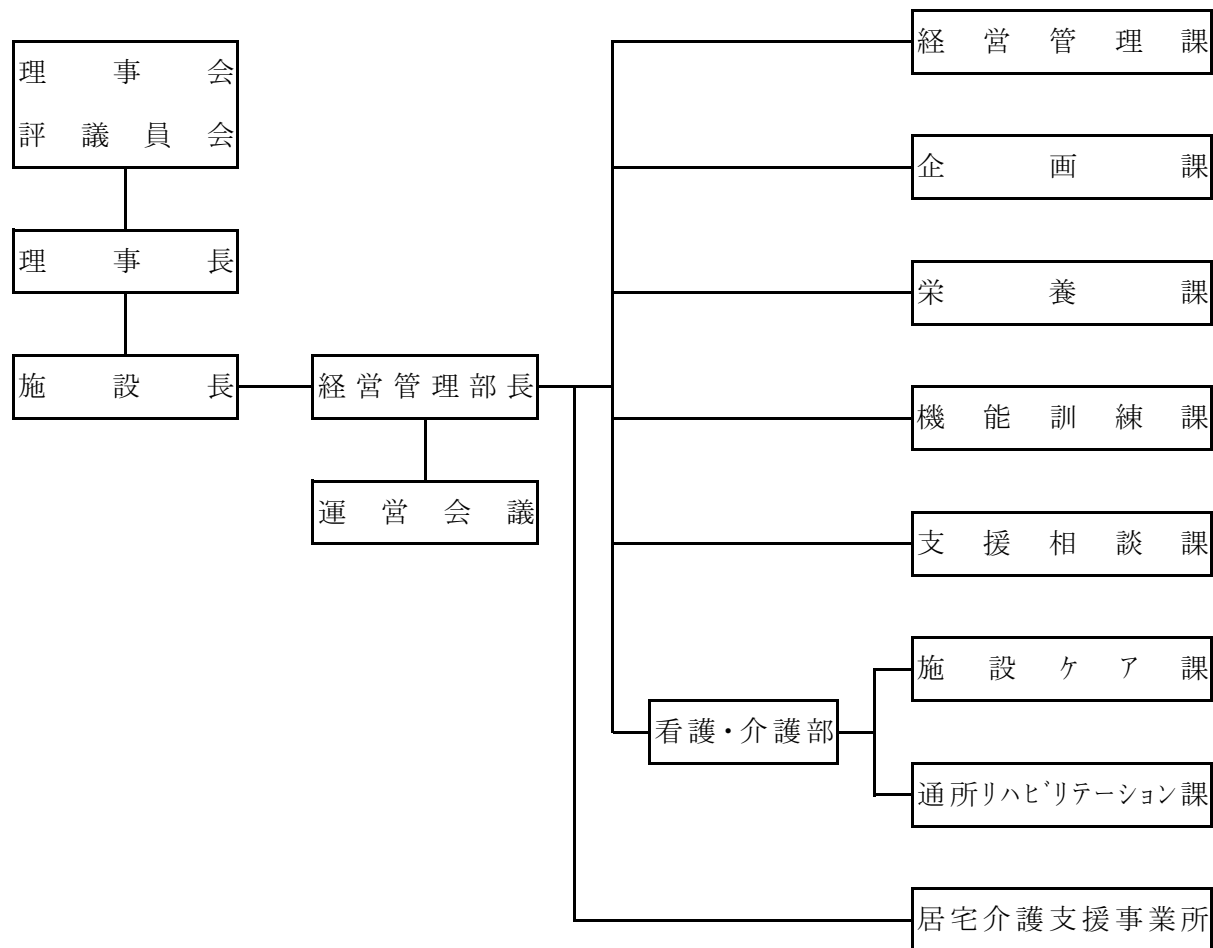 理事会
評議員会
理事長
施設長
経営管理部長
運営会議
経営管理課
企画課
栄養課
機能訓練課
支援相談課
看護・介護部
施設ケア課
通所リハビリテーション課
居宅介護支援事業所